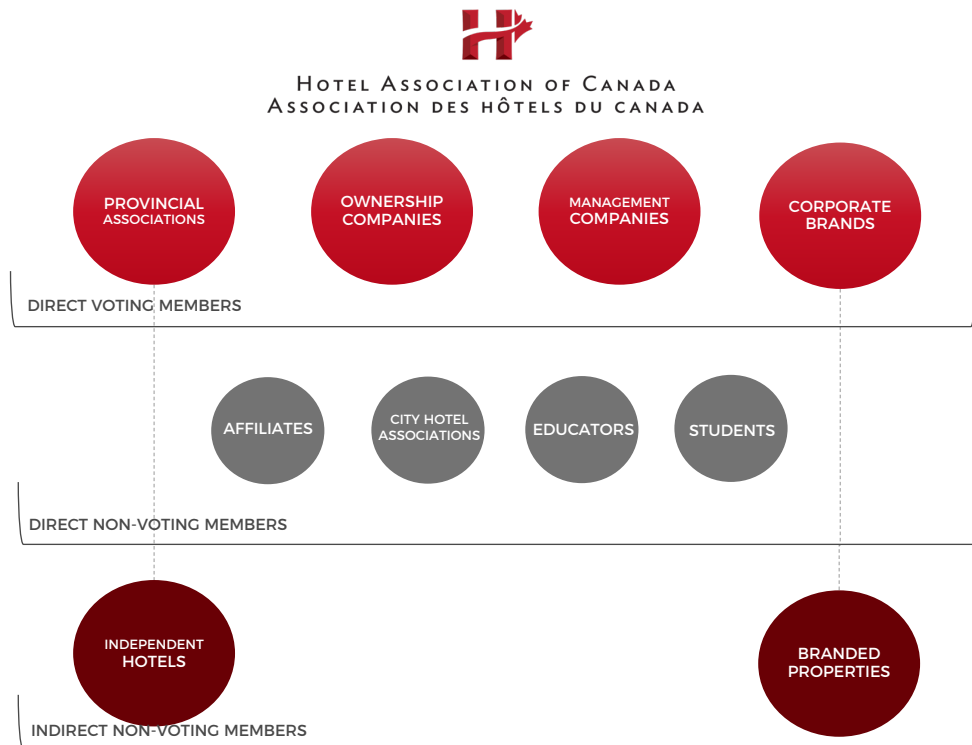 HOTEL ASSOCIATION OF CANADA
ASSOCIATION DES HÔTELS DU CANADA
PROVINCIAL
ASSOCIATIONS
OWNERSHIP
COMPANIES
MANAGEMENT
COMPANIES
CORPORATE
BRANDS
DIRECT VOTING MEMBERS
AFFILIATES
CITY HOTEL
ASSOCIATIONS
EDUCATORS
STUDENTS
DIRECT NON-VOTING MEMBERS
INDEPENDENT
HOTELS
BRANDED
PROPERTIES
INDIRECT NON-VOTING MEMBERS